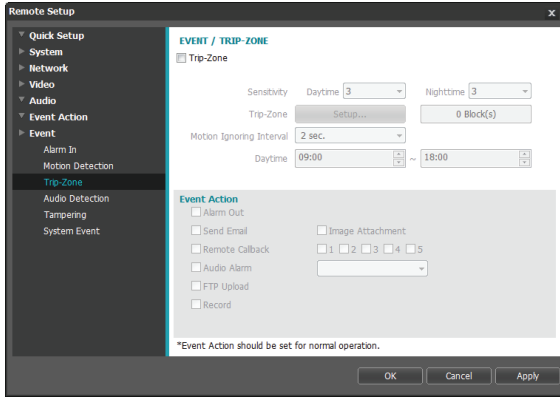 Remote Setup x
Quick Setup
System
Network
Video
Audio
Event Action
Event
Alarm In
Motion Detection
Trip-Zone
Audio Detection
Tampering
System Event
EVENT / TRIP-ZONE
Trip-Zone
Sensitivity Daytime 3 Nighttime 3
Trip-Zone Setup... 0 Block(s)
Motion Ignoring Interval 2 sec.
Daytime 09:00 ~ 18:00
Event Action
Alarm Out
Send Email Image Attachment
Remote Callback 1 2 3 4 5
Audio Alarm
FTP Upload
Record
*Event Action should be set for normal operation.
OK Cancel Apply